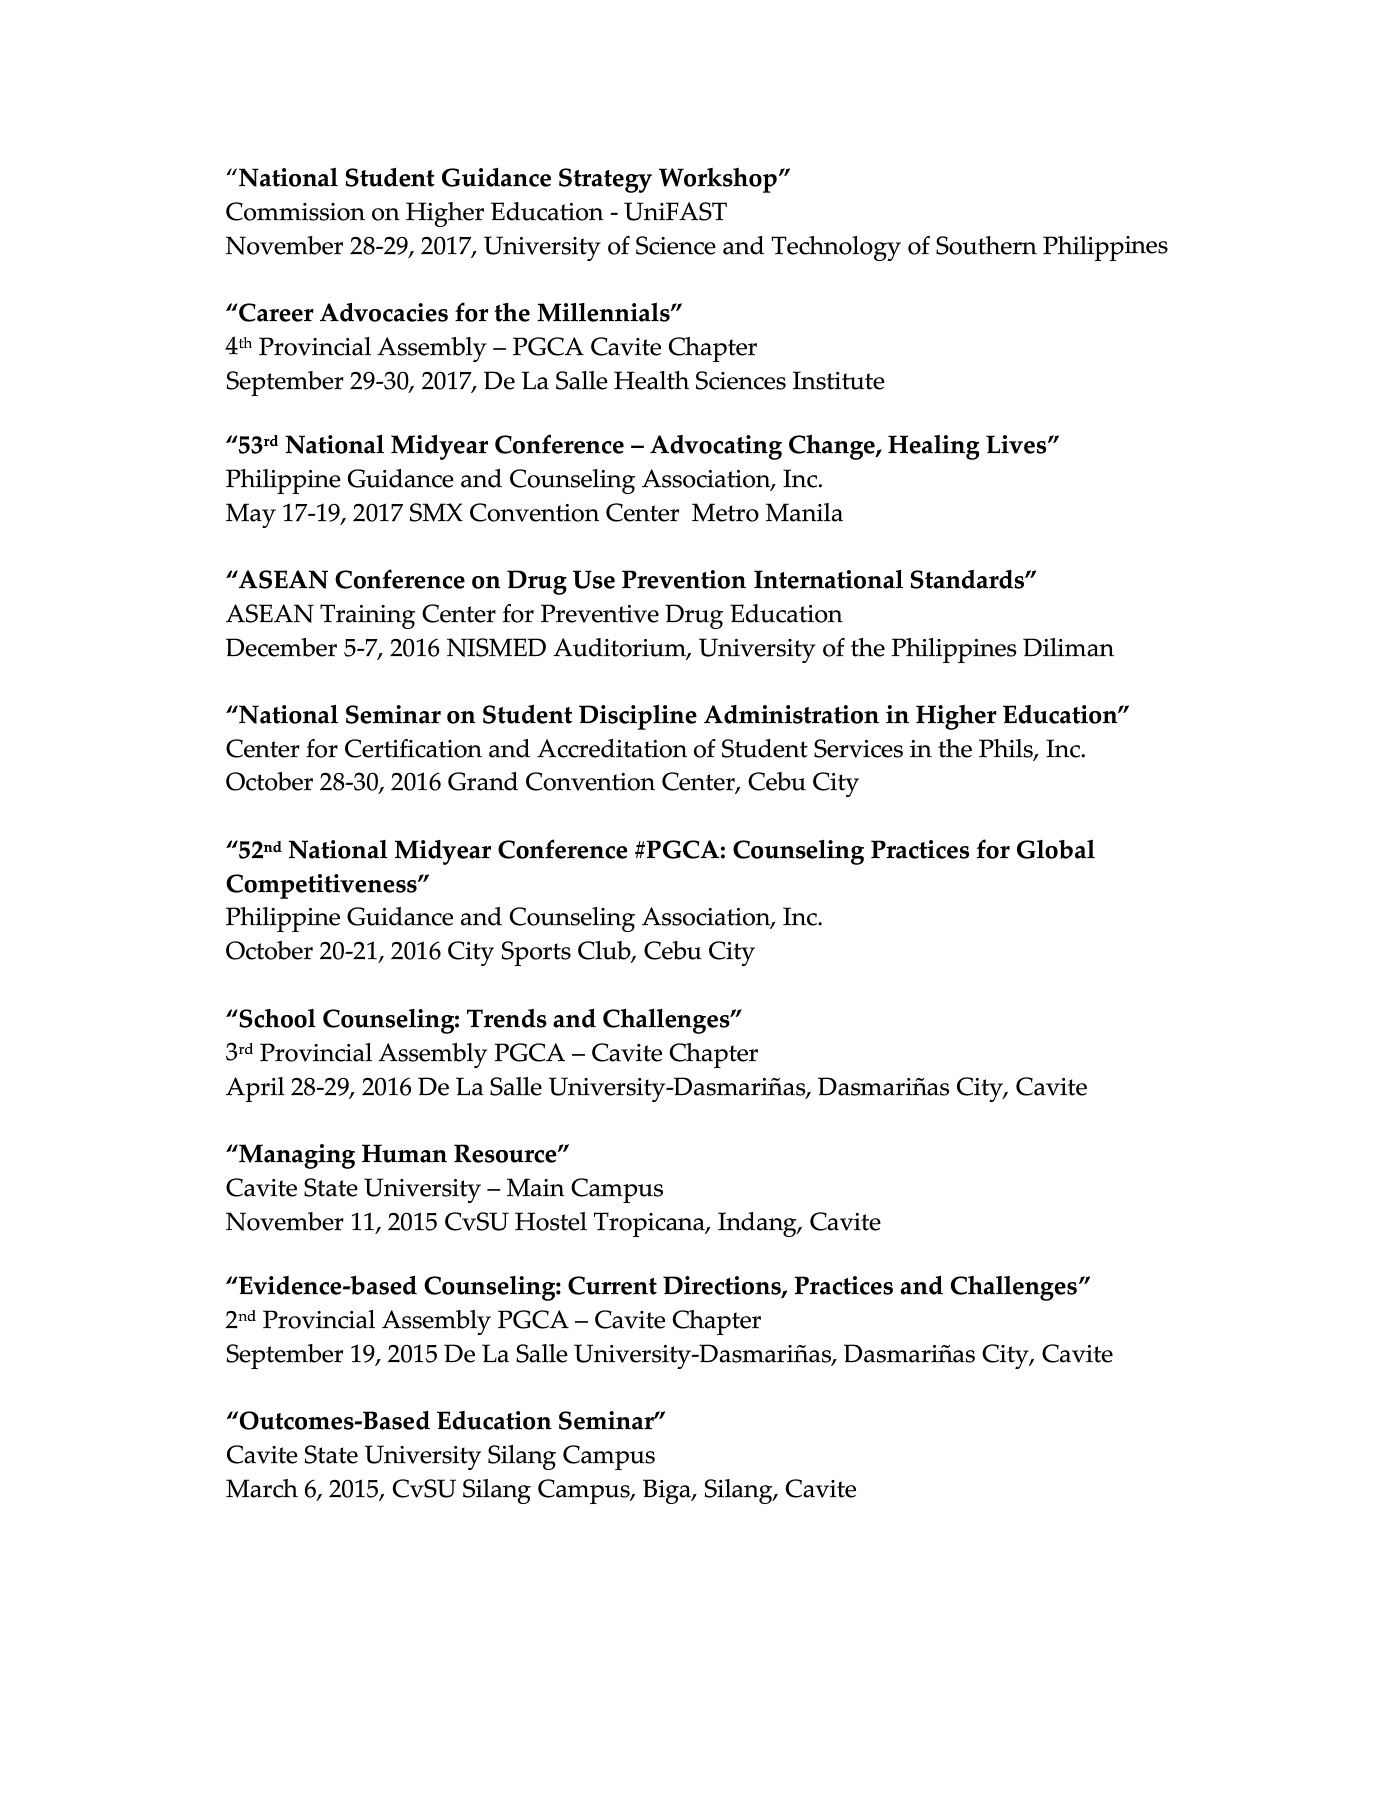 “National Student Guidance Strategy Workshop”
Commission on Higher Education - UniFAST
November 28-29, 2017, University of Science and Technology of Southern Philippines
“Career Advocacies for the Millennials”
4th Provincial Assembly – PGCA Cavite Chapter
September 29-30, 2017, De La Salle Health Sciences Institute
“53rd National Midyear Conference – Advocating Change, Healing Lives”
Philippine Guidance and Counseling Association, Inc.
May 17-19, 2017 SMX Convention Center  Metro Manila
“ASEAN Conference on Drug Use Prevention International Standards”
ASEAN Training Center for Preventive Drug Education
December 5-7, 2016 NISMED Auditorium, University of the Philippines Diliman
“National Seminar on Student Discipline Administration in Higher Education”
Center for Certification and Accreditation of Student Services in the Phils, Inc.
October 28-30, 2016 Grand Convention Center, Cebu City
“52nd National Midyear Conference #PGCA: Counseling Practices for Global
Competitiveness”
Philippine Guidance and Counseling Association, Inc.
October 20-21, 2016 City Sports Club, Cebu City
“School Counseling: Trends and Challenges”
3rd Provincial Assembly PGCA – Cavite Chapter
April 28-29, 2016 De La Salle University-Dasmariñas, Dasmariñas City, Cavite
“Managing Human Resource”
Cavite State University – Main Campus
November 11, 2015 CvSU Hostel Tropicana, Indang, Cavite
“Evidence-based Counseling: Current Directions, Practices and Challenges”
2nd Provincial Assembly PGCA – Cavite Chapter
September 19, 2015 De La Salle University-Dasmariñas, Dasmariñas City, Cavite
“Outcomes-Based Education Seminar”
Cavite State University Silang Campus
March 6, 2015, CvSU Silang Campus, Biga, Silang, Cavite